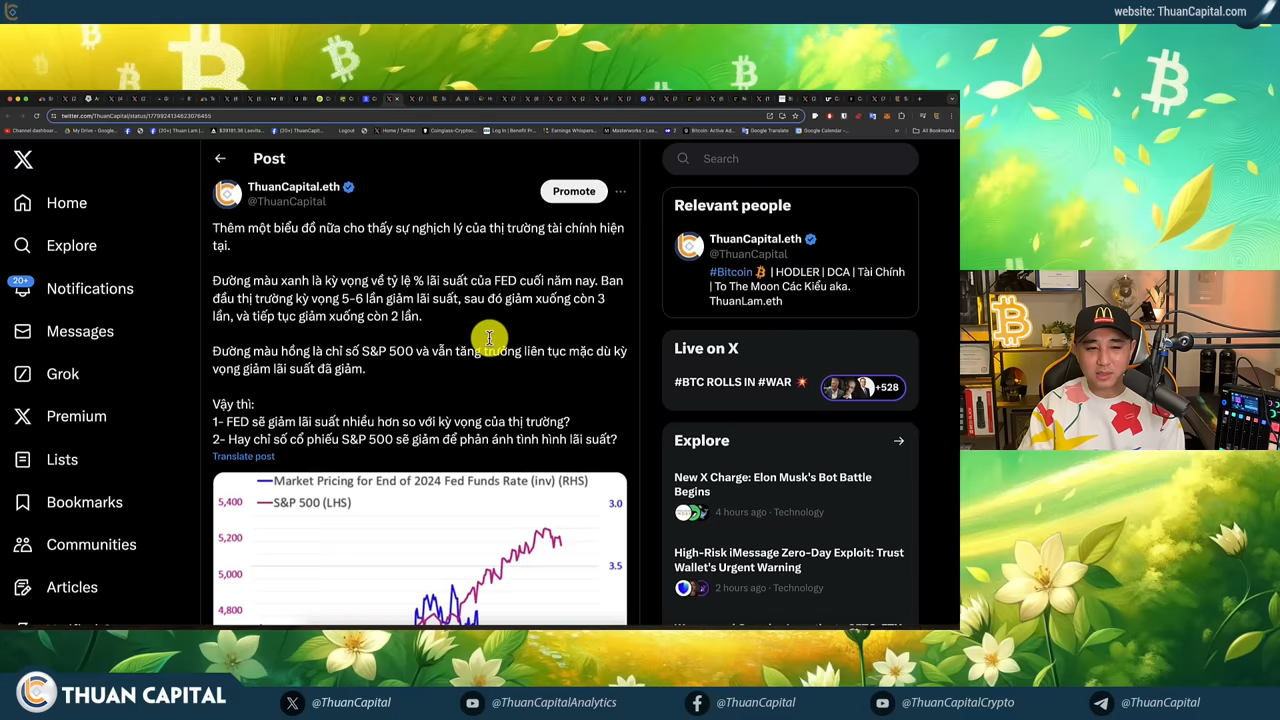 website: ThuanCapital.com
twitter.com/ThuanCapital/status/1779924134623076455
Post
ThuanCapital.eth
@ThuanCapital
Promote
Thêm một biểu đồ nữa cho thấy sự nghịch lý của thị trường tài chính hiện
tại.
Đường màu xanh là kỳ vọng về tỷ lệ % lãi suất của FED cuối năm nay. Ban
đầu thị trường kỳ vọng 5-6 lần giảm lãi suất, sau đó giảm xuống còn 3
lần, và tiếp tục giảm xuống còn 2 lần.
Đường màu hồng là chỉ số S&P 500 và vẫn tăng trưởng liên tục mặc dù kỳ
vọng giảm lãi suất đã giảm.
Vậy thì:
1- FED sẽ giảm lãi suất nhiều hơn so với kỳ vọng của thị trường?
2- Hay chỉ số cổ phiếu S&P 500 sẽ giảm để phản ánh tình hình lãi suất?
Translate post
Market Pricing for End of 2024 Fed Funds Rate (inv) (RHS)
S&P 500 (LHS)
5,400
5,200
5,000
4,800
3.0
3.5
Home
Explore
20+
Notifications
Messages
Grok
Premium
Lists
Bookmarks
Communities
Articles
Search
Relevant people
ThuanCapital.eth
@ThuanCapital
#Bitcoin | HODLER | DCA | Tài Chính
| To The Moon Các Kiểu aka.
ThuanLam.eth
Live on X
#BTC ROLLS IN #WAR
+528
Explore
New X Charge: Elon Musk's Bot Battle
Begins
4 hours ago · Technology
High-Risk iMessage Zero-Day Exploit: Trust
Wallet's Urgent Warning
2 hours ago · Technology
THUAN CAPITAL
@ThuanCapital
@ThuanCapitalAnalytics
@ThuanCapital
@ThuanCapitalCrypto
@ThuanCapital